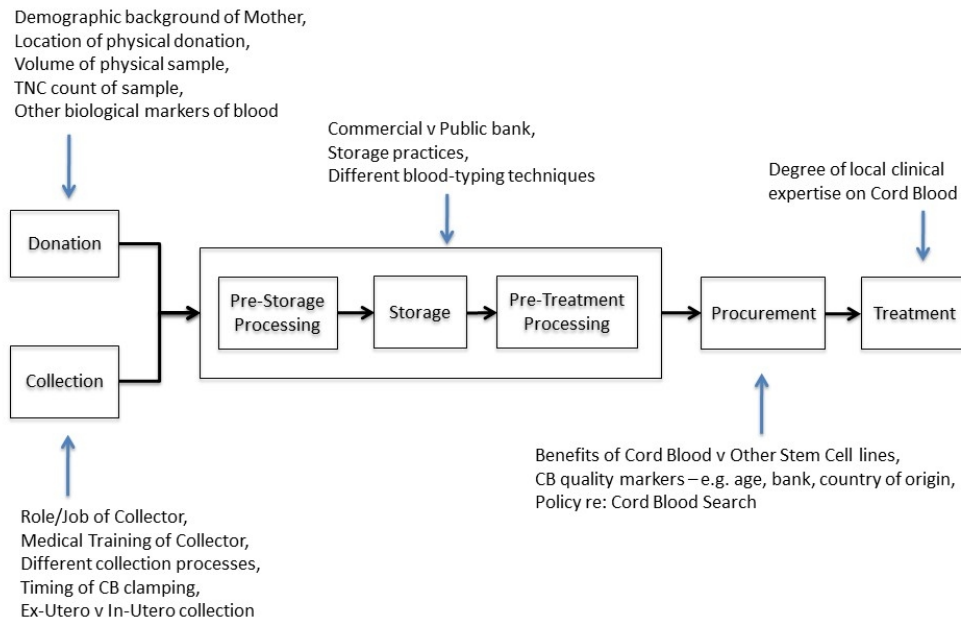 Demographic background of Mother,
Location of physical donation,
Volume of physical sample,
TNC count of sample,
Other biological markers of blood
Commercial v Public bank,
Storage practices,
Different blood-typing techniques
Degree of local clinical
expertise on Cord Blood
Donation
Collection
Pre-Storage
Processing
Storage
Pre-Treatment
Processing
Procurement
Treatment
Role/Job of Collector,
Medical Training of Collector,
Different collection processes,
Timing of CB clamping,
Ex-Utero v In-Utero collection
Benefits of Cord Blood v Other Stem Cell lines,
CB quality markers – e.g. age, bank, country of origin,
Policy re: Cord Blood Search